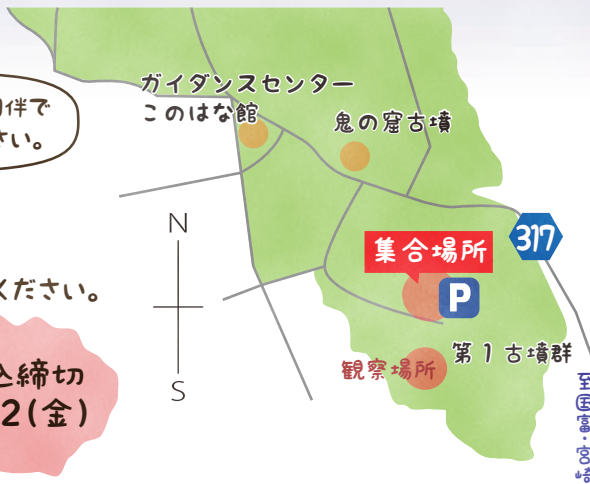 ガイダンスセンター
このはな館
鬼の窟古墳
伴で
さい。
N
317
集合場所
P
ください。
第1古墳群
観察場所
締切
2(金)
S
至国富・宮崎